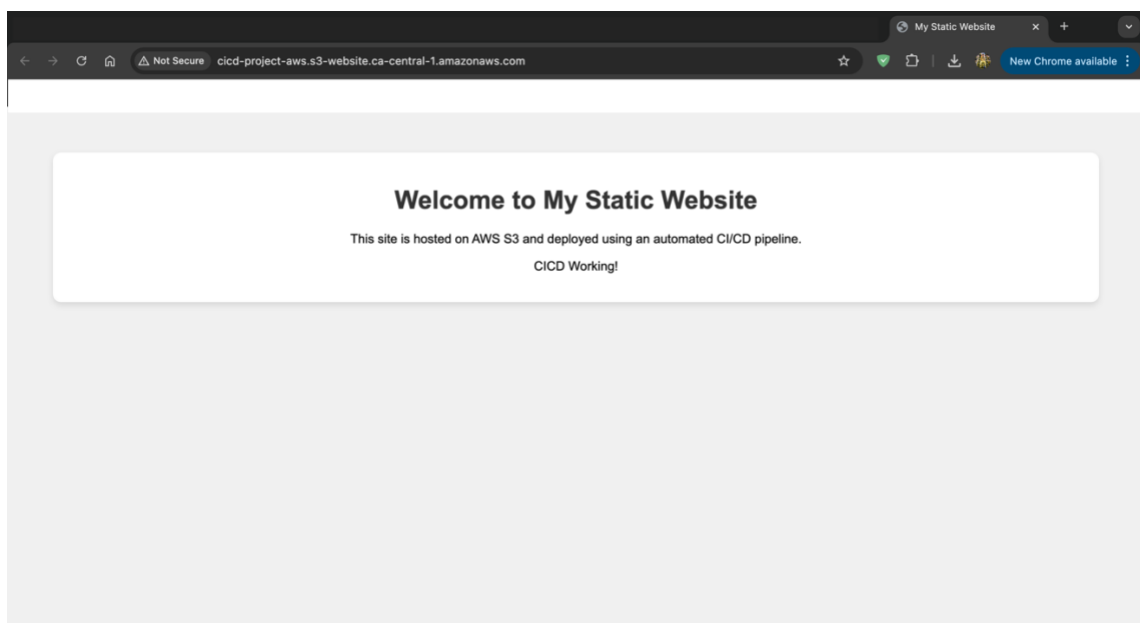 My Static Website
Not Secure
cicd-project-aws.s3-website.ca-central-1.amazonaws.com
New Chrome available
Welcome to My Static Website
This site is hosted on AWS S3 and deployed using an automated CI/CD pipeline.
CICD Working!